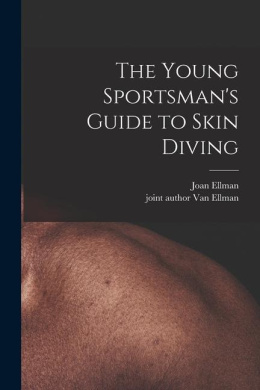 The Young
Sportsman's
Guide to Skin
Diving
Joan Ellman
joint author Van Ellman